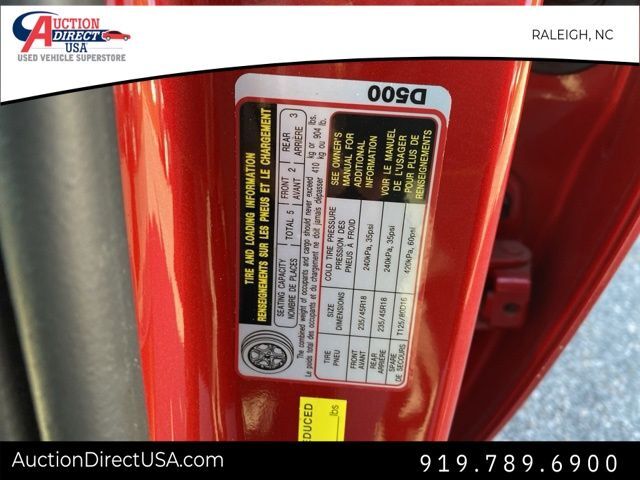 AUCTION
DIRECT
USA
USED VEHICLE SUPERSTORE
RALEIGH, NC
TIRE AND LOADING INFORMATION
RENSEIGNEMENTS SUR LES PNEUS ET LE CHARGEMENT
SEATING CAPACITY TOTAL 5 FRONT 2 REAR 3
NOMBRE DE PLACES AVANT ARRIÈRE
The combined weight of occupants and cargo should never exceed 410 kg or 904 lbs.
Le poids total des occupants et du chargement ne doit jamais dépasser 410 kg ou 904 lb.
TIRE SIZE COLD TIRE PRESSURE SEE OWNER'S MANUAL FOR ADDITIONAL INFORMATION
PNEU DIMENSIONS PRESSION DES PNEUS À FROID VOIR LE MANUEL DE L'USAGER POUR PLUS DE RENSEIGNEMENTS
FRONT AVANT 235/45R18 240kPa, 35psi
REAR ARRIÈRE 235/45R18 240kPa, 35psi
SPARE DE SECOURS T125/80D16 420kPa, 60psi
D500
REDUCED
lbs
AuctionDirectUSA.com
919.789.6900